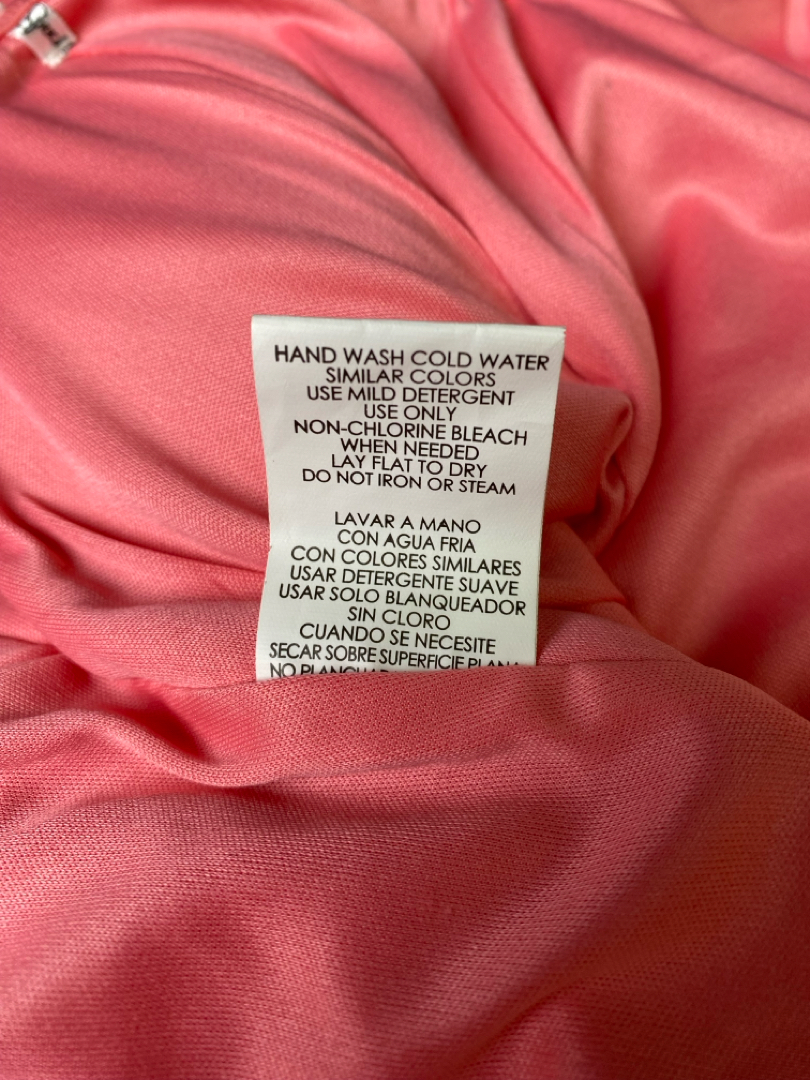 HAND WASH COLD WATER
SIMILAR COLORS
USE MILD DETERGENT
USE ONLY
NON-CHLORINE BLEACH
WHEN NEEDED
LAY FLAT TO DRY
DO NOT IRON OR STEAM
LAVAR A MANO
CON AGUA FRIA
CON COLORES SIMILARES
USAR DETERGENTE SUAVE
USAR SOLO BLANQUEADOR
SIN CLORO
CUANDO SE NECESITE
SECAR SOBRE SUPERFICIE PLANA
NO